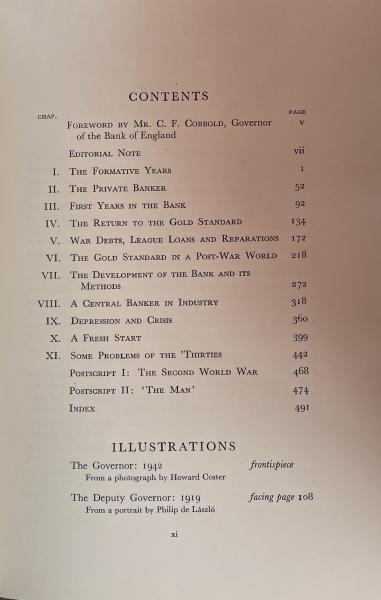 CONTENTS
CHAP. PAGE
Foreword by Mr. C. F. Cobbold, Governor v
of the Bank of England
Editorial Note vii
I. The Formative Years 1
II. The Private Banker 52
III. First Years in the Bank 92
IV. The Return to the Gold Standard 134
V. War Debts, League Loans and Reparations 172
VI. The Gold Standard in a Post-War World 218
VII. The Development of the Bank and its
Methods 272
VIII. A Central Banker in Industry 318
IX. Depression and Crisis 360
X. A Fresh Start 399
XI. Some Problems of the 'Thirties 442
Postscript I: The Second World War 468
Postscript II: 'The Man' 474
Index 491
ILLUSTRATIONS
The Governor: 1942 frontispiece
From a photograph by Howard Coster
The Deputy Governor: 1919 facing page 108
From a portrait by Philip de László
xi